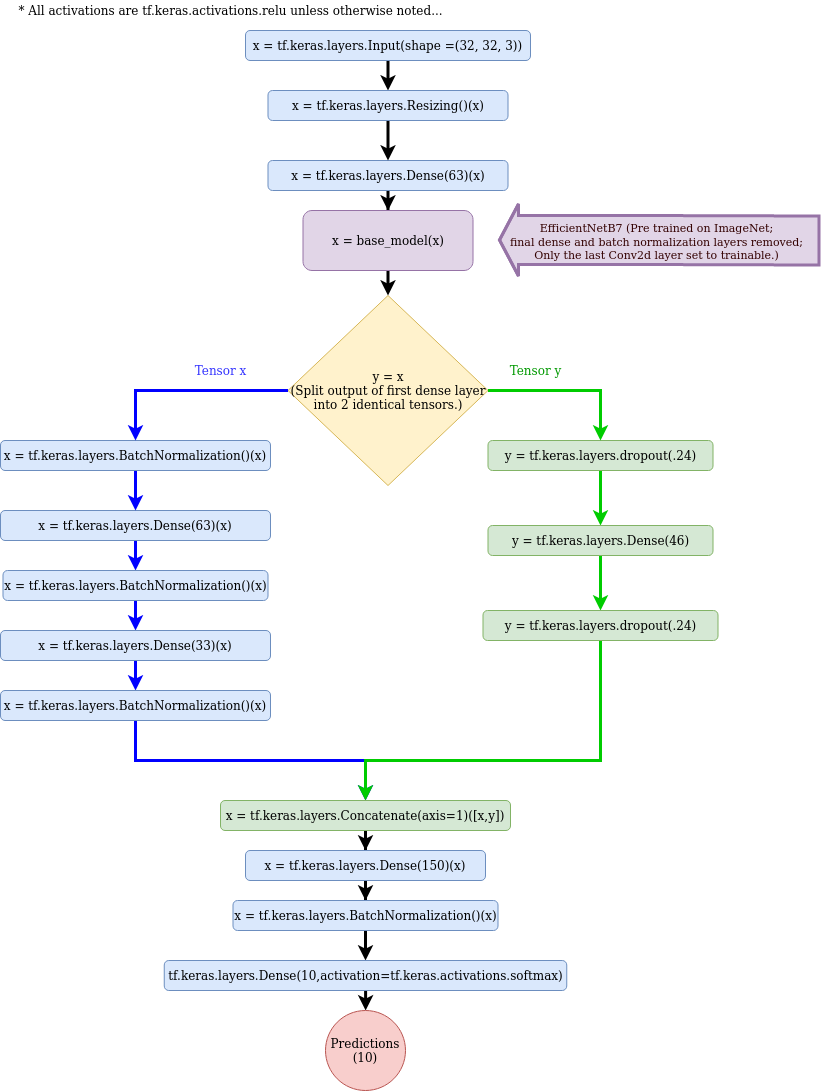 * All activations are tf.keras.activations.relu unless otherwise noted...
x = tf.keras.layers.Input(shape =(32, 32, 3))
x = tf.keras.layers.Resizing()(x)
x = tf.keras.layers.Dense(63)(x)
x = base_model(x)
EfficientNetB7 (Pre trained on ImageNet;
final dense and batch normalization layers removed;
Only the last Conv2d layer set to trainable.)
y = x
(Split output of first dense layer
into 2 identical tensors.)
Tensor x
Tensor y
x = tf.keras.layers.BatchNormalization()(x)
x = tf.keras.layers.Dense(63)(x)
x = tf.keras.layers.BatchNormalization()(x)
x = tf.keras.layers.Dense(33)(x)
x = tf.keras.layers.BatchNormalization()(x)
y = tf.keras.layers.dropout(.24)
y = tf.keras.layers.Dense(46)
y = tf.keras.layers.dropout(.24)
x = tf.keras.layers.Concatenate(axis=1)([x,y])
x = tf.keras.layers.Dense(150)(x)
x = tf.keras.layers.BatchNormalization()(x)
tf.keras.layers.Dense(10,activation=tf.keras.activations.softmax)
Predictions
(10)